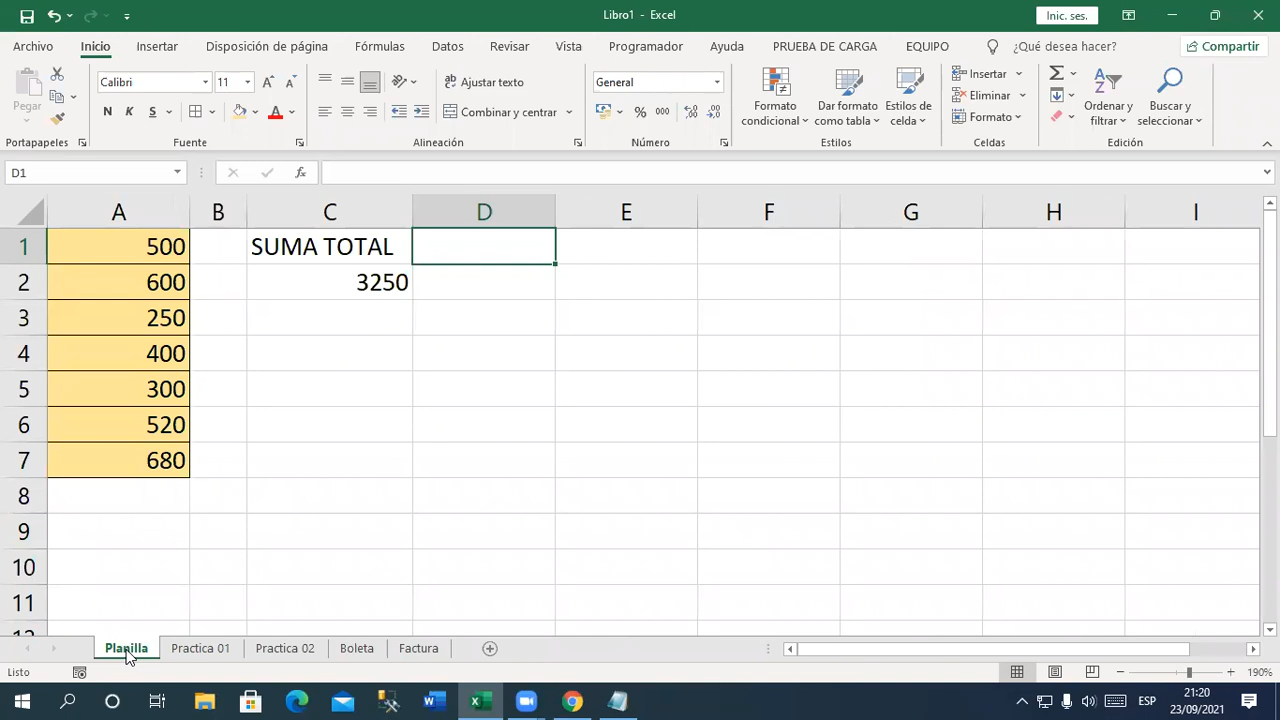 Libro1 - Excel
Inic. ses.
Archivo Inicio Insertar Disposición de página Fórmulas Datos Revisar Vista Programador Ayuda PRUEBA DE CARGA EQUIPO ¿Qué desea hacer? Compartir
Pegar
Calibri 11
N K S
Ajustar texto
Combinar y centrar
General
% 000
Formato condicional
Dar formato como tabla
Estilos de celda
Insertar
Eliminar
Formato
Ordenar y filtrar
Buscar y seleccionar
Portapapeles Fuente Alineación Número Estilos Celdas Edición
D1 fx
A B C D E F G H I
1 500 SUMA TOTAL
2 600 3250
3 250
4 400
5 300
6 520
7 680
8
9
10
11
12
Planilla Practica 01 Practica 02 Boleta Factura
Listo 190%
ESP 21:20
23/09/2021